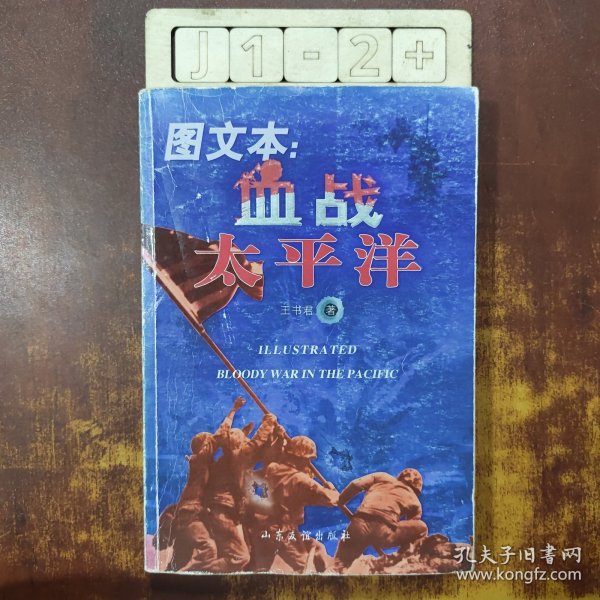 J1-2+
图文本:
血战
太平洋
王书君 著
ILLUSTRATED
BLOODY WAR IN THE PACIFIC
山东友谊出版社
孔夫子旧书网
www.kongfz.com